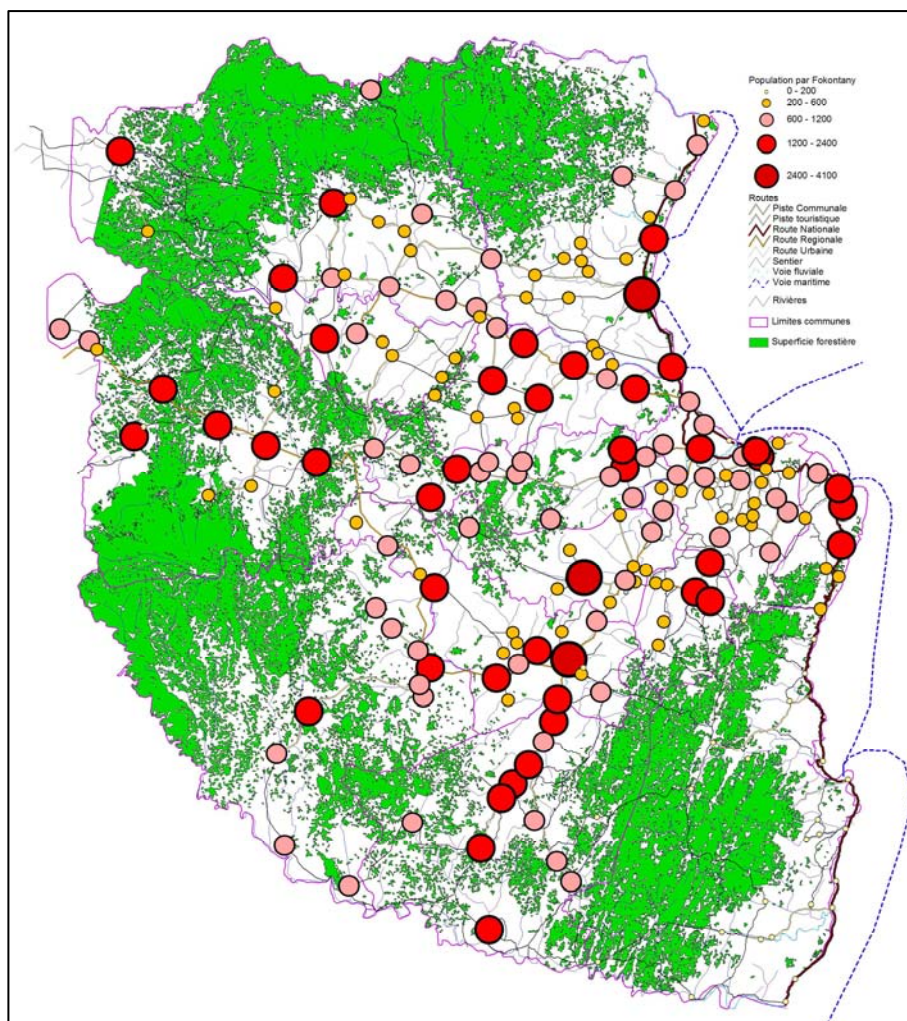 Population par Fokontany
0 - 200
200 - 600
600 - 1200
1200 - 2400
2400 - 4100
Routes
Piste Communale
Piste touristique
Route Nationale
Route Regionale
Route Urbaine
Sentier
Voie fluviale
Voie maritime
Rivières
Limites communes
Superficie forestière